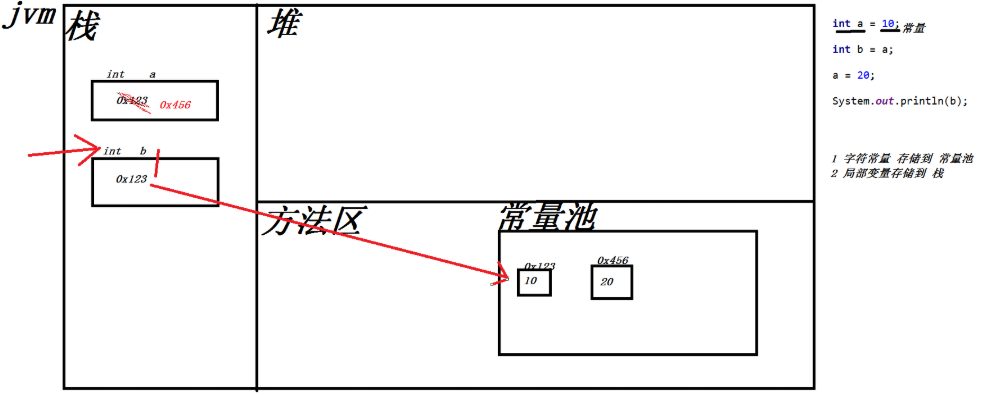 jvm
栈
堆
int a
0x123 0x456
int b
0x123
方法区
常量池
0x123
10
0x456
20
int a = 10; 常量
int b = a;
a = 20;
System.out.println(b);
1 字符常量 存储到 常量池
2 局部变量存储到 栈